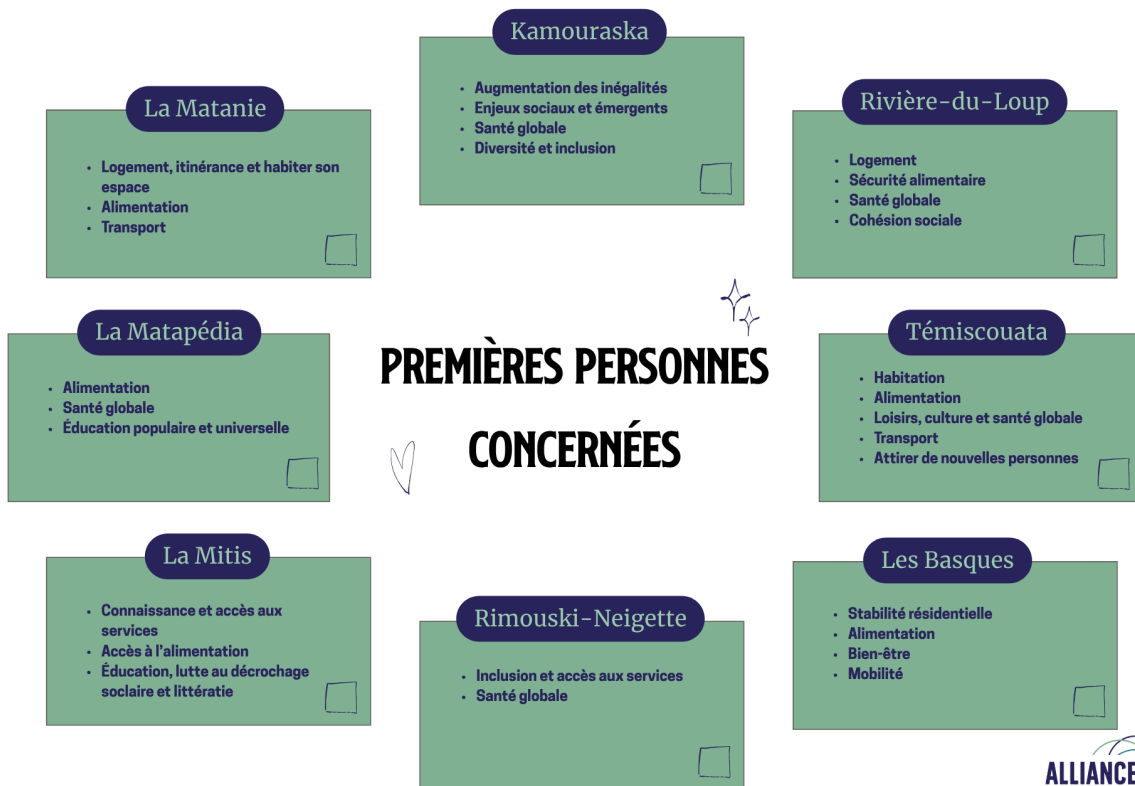 Kamouraska
• Augmentation des inégalités
• Enjeux sociaux et émergents
• Santé globale
• Diversité et inclusion
La Matanie
• Logement, itinérance et habiter son
espace
• Alimentation
• Transport
Rivière-du-Loup
• Logement
• Sécurité alimentaire
• Santé globale
• Cohésion sociale
La Matapédia
• Alimentation
• Santé globale
• Éducation populaire et universelle
PREMIÈRES PERSONNES
CONCERNÉES
Témiscouata
• Habitation
• Alimentation
• Loisirs, culture et santé globale
• Transport
• Attirer de nouvelles personnes
La Mitis
• Connaissance et accès aux
services
• Accès à l'alimentation
• Éducation, lutte au décrochage
soclaire et littératie
Rimouski-Neigette
• Inclusion et accès aux services
• Santé globale
Les Basques
• Stabilité résidentielle
• Alimentation
• Bien-être
• Mobilité
ALLIANCE